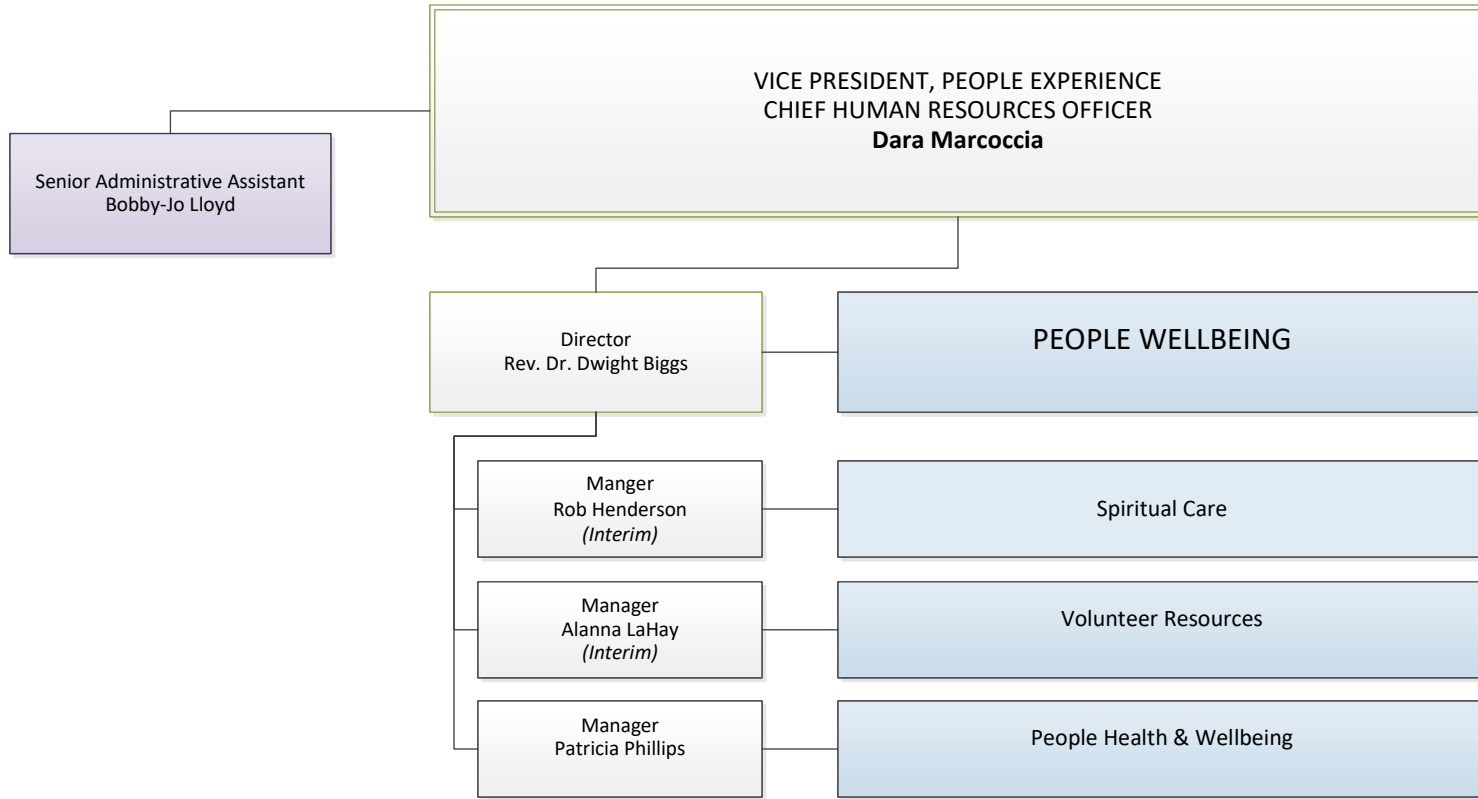 VICE PRESIDENT, PEOPLE EXPERIENCE
CHIEF HUMAN RESOURCES OFFICER
Dara Marcoccia
Senior Administrative Assistant
Bobby-Jo Lloyd
Director
Rev. Dr. Dwight Biggs
PEOPLE WELLBEING
Manger
Rob Henderson
(Interim)
Spiritual Care
Manager
Alanna LaHay
(Interim)
Volunteer Resources
Manager
Patricia Phillips
People Health & Wellbeing